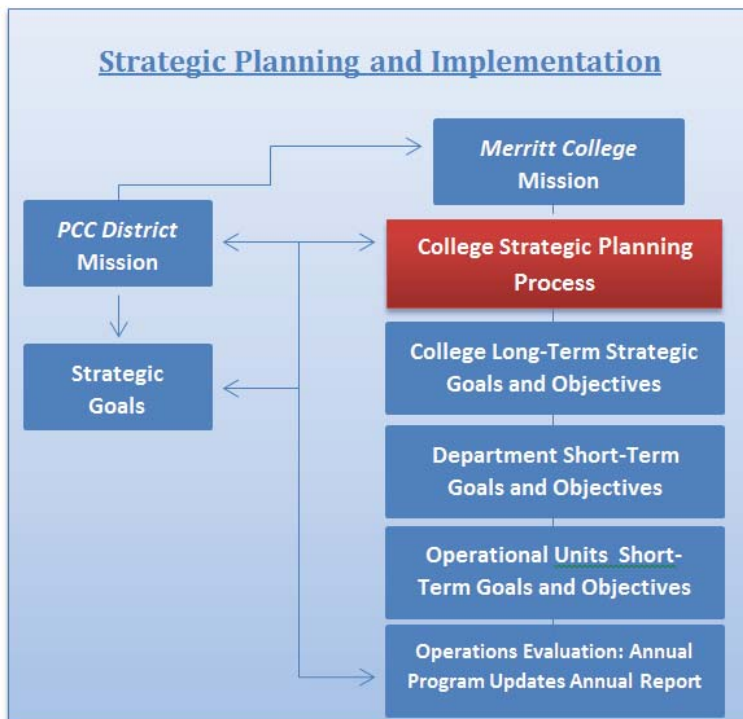 Strategic Planning and Implementation
Merritt College
Mission
PCC District
Mission
College Strategic Planning
Process
Strategic
Goals
College Long-Term Strategic
Goals and Objectives
Department Short-Term
Goals and Objectives
Operational Units Short-
Term Goals and Objectives
Operations Evaluation: Annual
Program Updates Annual Report